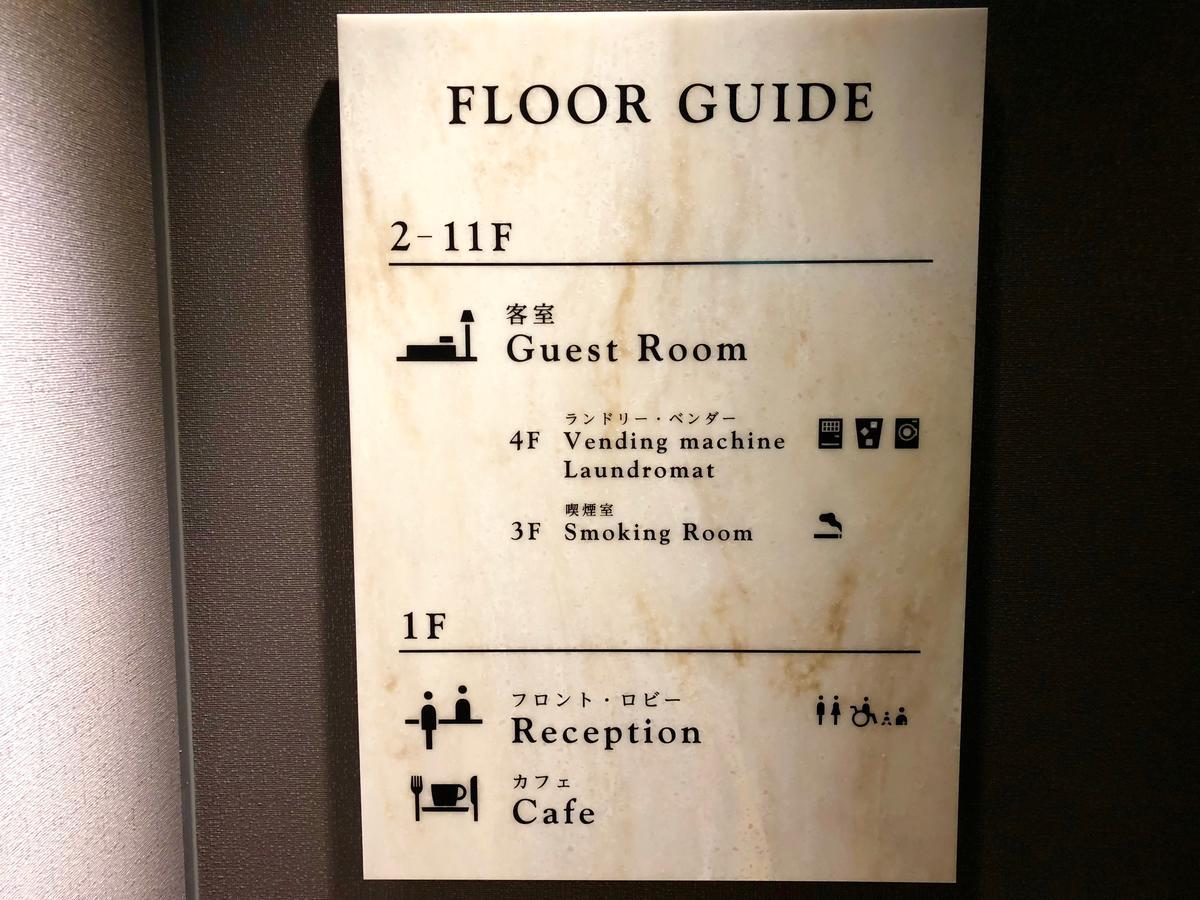 FLOOR GUIDE
2-11F
客室
Guest Room
ランドリー・ベンダー
4F Vending machine
Laundromat
喫煙室
3F Smoking Room
1F
フロント・ロビー
Reception
カフェ
Cafe